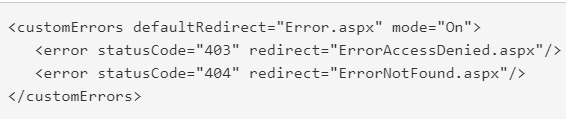 <customErrors defaultRedirect="Error.aspx" mode="On">
   <error statusCode="403" redirect="ErrorAccessDenied.aspx"/>
   <error statusCode="404" redirect="ErrorNotFound.aspx"/>
</customErrors>